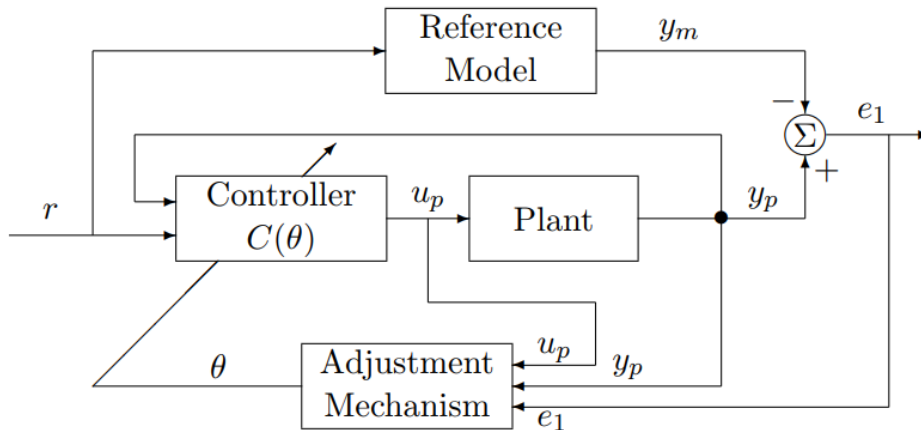 Reference
Model
y_m
−
e_1
Σ
+
Controller
C(θ)
r
u_p
Plant
y_p
u_p
θ
Adjustment
Mechanism
y_p
e_1